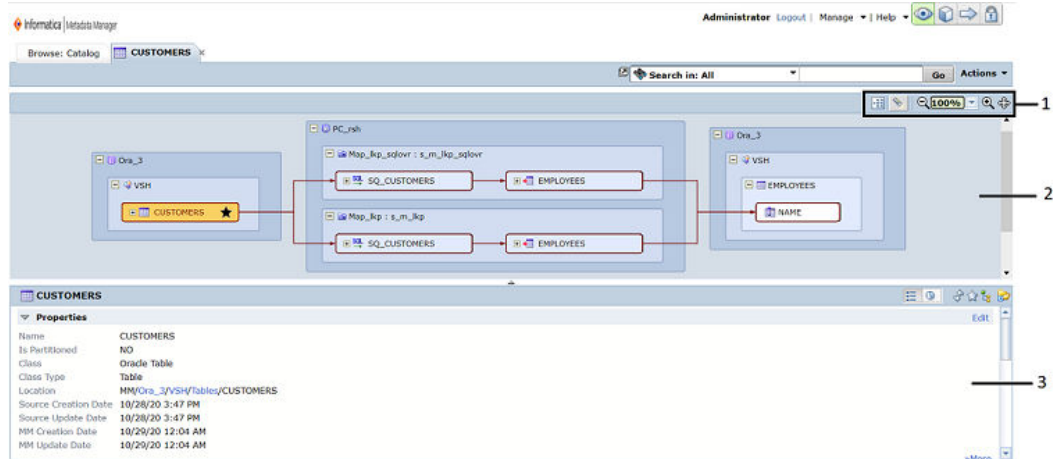 Informatica | Metadata Manager
Administrator Logout | Manage | Help
Browse: Catalog CUSTOMERS x
Search in: All Go Actions
100% 1
PC_rsh
Ora_3
Map_lkp_sqlovr : s_m_lkp_sqlovr
Ora_3
VSH
VSH
SQ_CUSTOMERS EMPLOYEES
EMPLOYEES
2
CUSTOMERS
NAME
Map_lkp : s_m_lkp
SQ_CUSTOMERS EMPLOYEES
CUSTOMERS
Properties Edit
Name CUSTOMERS
Is Partitioned NO
Class Oracle Table
Class Type Table
Location MM/Ora_3/VSH/Tables/CUSTOMERS
3
Source Creation Date 10/28/20 3:47 PM
Source Update Date 10/28/20 3:47 PM
MM Creation Date 10/29/20 12:04 AM
MM Update Date 10/29/20 12:04 AM